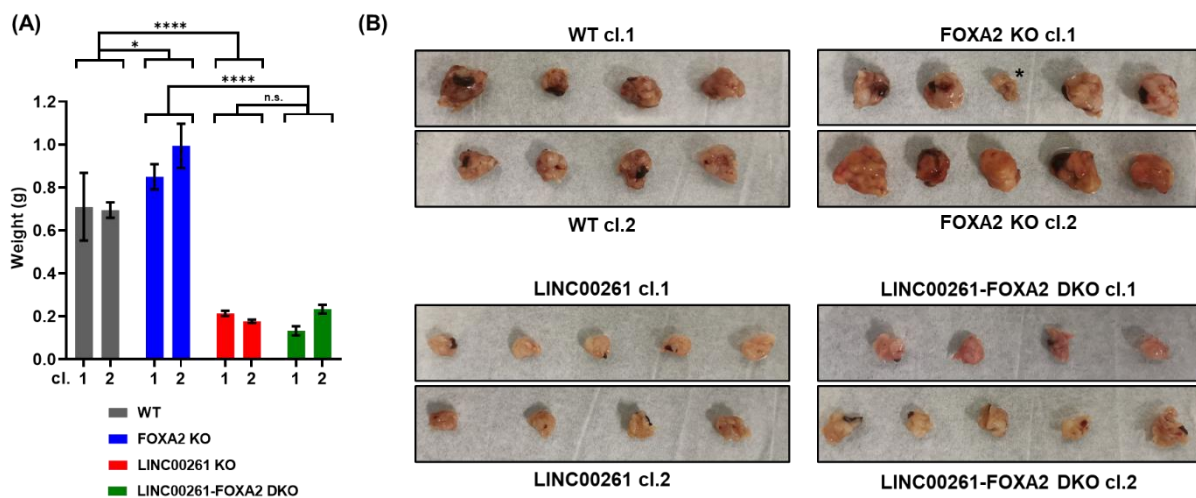 (A)
****
*
****
n.s.
1.2
1.0
0.8
0.6
0.4
0.2
0.0
Weight (g)
cl. 1 2 1 2 1 2 1 2
WT
FOXA2 KO
LINC00261 KO
LINC00261-FOXA2 DKO
(B)
WT cl.1
WT cl.2
FOXA2 KO cl.1
*
FOXA2 KO cl.2
LINC00261 cl.1
LINC00261 cl.2
LINC00261-FOXA2 DKO cl.1
LINC00261-FOXA2 DKO cl.2